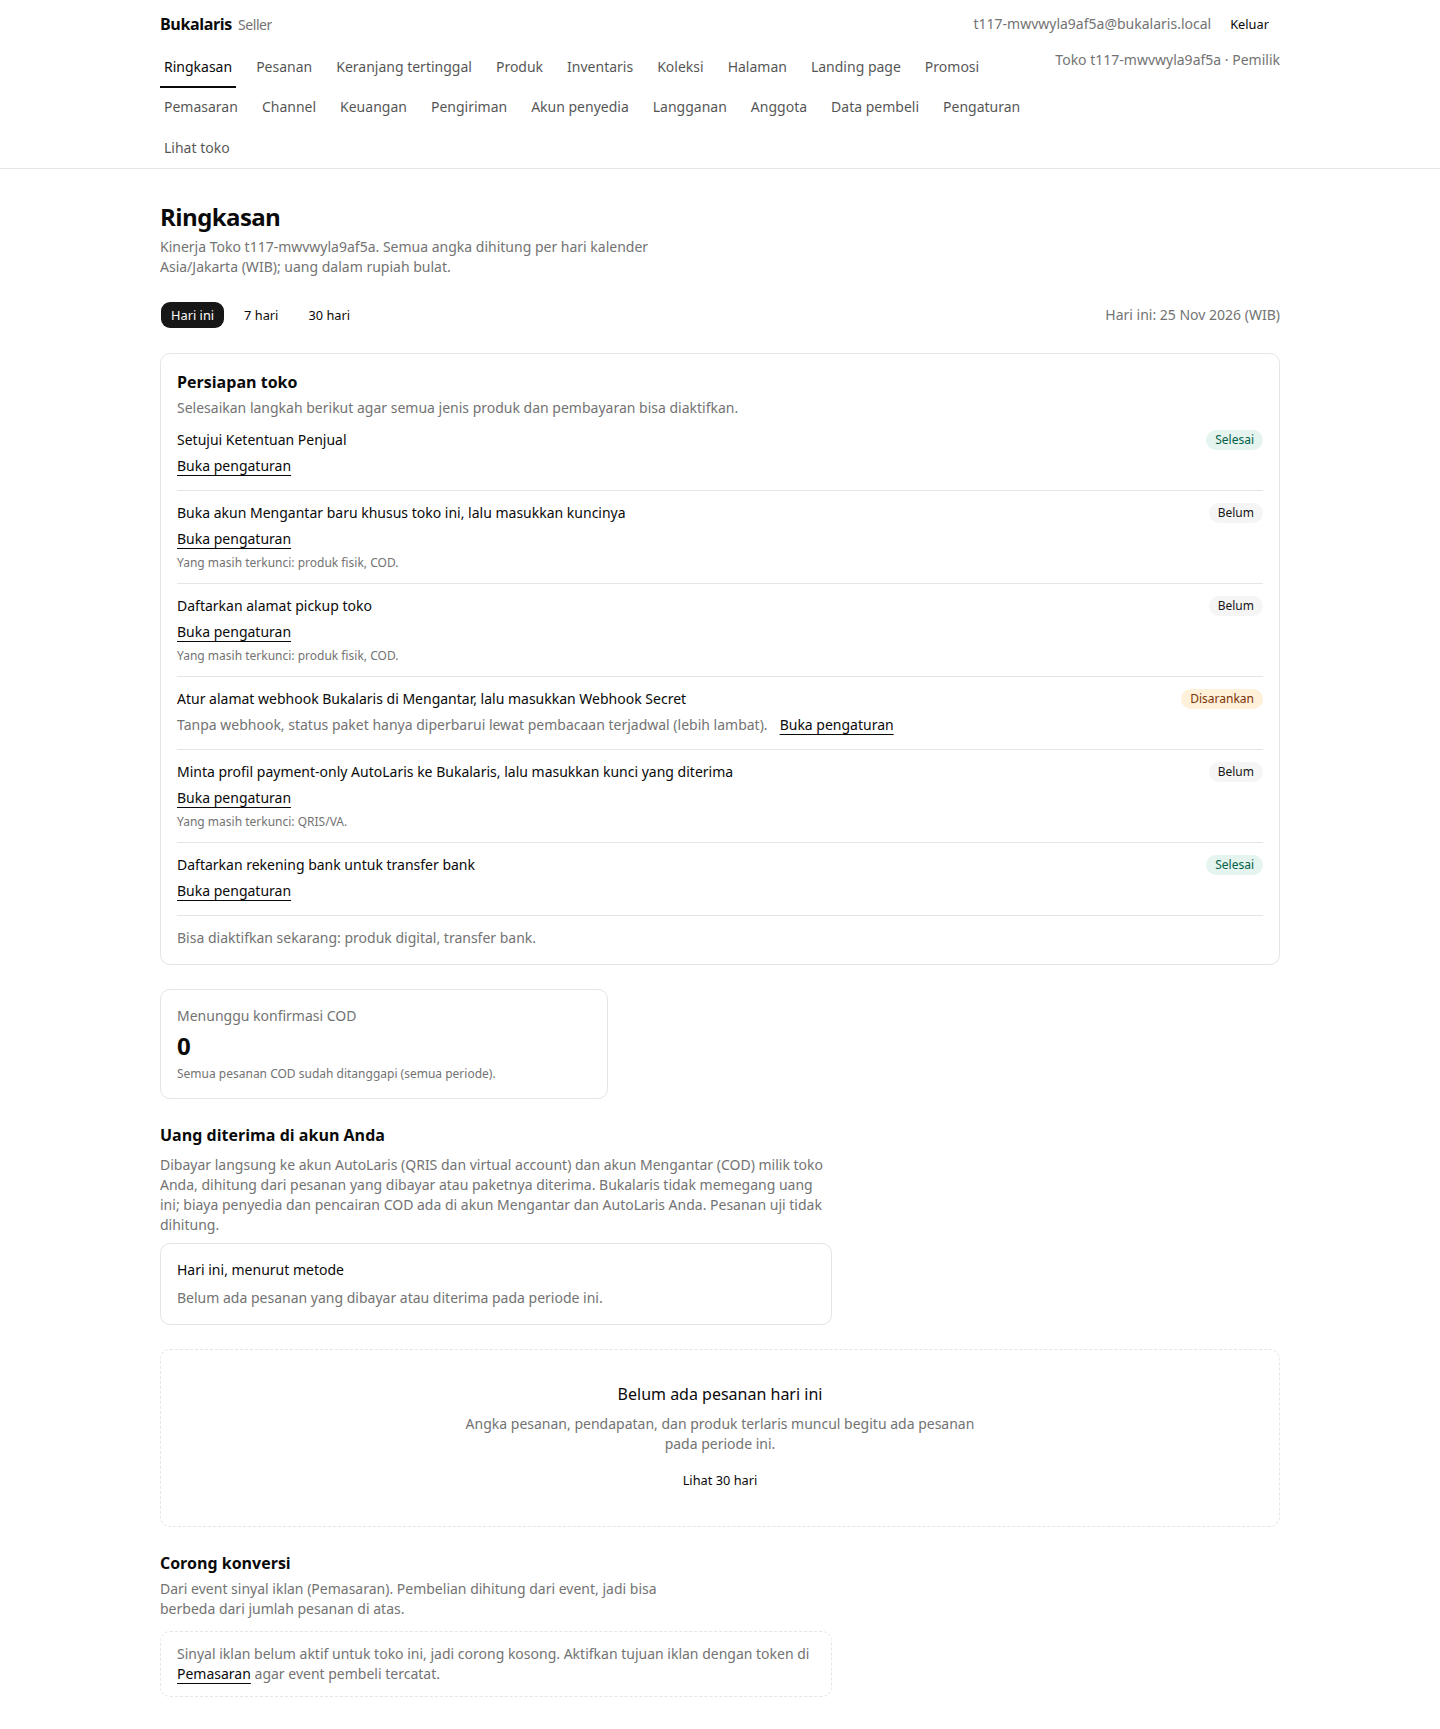 Bukalaris Seller
t117-mwvwyla9af5a@bukalaris.local Keluar
Ringkasan Pesanan Keranjang tertinggal Produk Inventaris Koleksi Halaman Landing page Promosi
Toko t117-mwvwyla9af5a · Pemilik
Pemasaran Channel Keuangan Pengiriman Akun penyedia Langganan Anggota Data pembeli Pengaturan
Lihat toko
Ringkasan
Kinerja Toko t117-mwvwyla9af5a. Semua angka dihitung per hari kalender
Asia/Jakarta (WIB); uang dalam rupiah bulat.
Hari ini 7 hari 30 hari
Hari ini: 25 Nov 2026 (WIB)
Persiapan toko
Selesaikan langkah berikut agar semua jenis produk dan pembayaran bisa diaktifkan.
Setujui Ketentuan Penjual Selesai
Buka pengaturan
Buka akun Mengantar baru khusus toko ini, lalu masukkan kuncinya Belum
Buka pengaturan
Yang masih terkunci: produk fisik, COD.
Daftarkan alamat pickup toko Belum
Buka pengaturan
Yang masih terkunci: produk fisik, COD.
Atur alamat webhook Bukalaris di Mengantar, lalu masukkan Webhook Secret Disarankan
Tanpa webhook, status paket hanya diperbarui lewat pembacaan terjadwal (lebih lambat). Buka pengaturan
Minta profil payment-only AutoLaris ke Bukalaris, lalu masukkan kunci yang diterima Belum
Buka pengaturan
Yang masih terkunci: QRIS/VA.
Daftarkan rekening bank untuk transfer bank Selesai
Buka pengaturan
Bisa diaktifkan sekarang: produk digital, transfer bank.
Menunggu konfirmasi COD
0
Semua pesanan COD sudah ditanggapi (semua periode).
Uang diterima di akun Anda
Dibayar langsung ke akun AutoLaris (QRIS dan virtual account) dan akun Mengantar (COD) milik toko
Anda, dihitung dari pesanan yang dibayar atau paketnya diterima. Bukalaris tidak memegang uang
ini; biaya penyedia dan pencairan COD ada di akun Mengantar dan AutoLaris Anda. Pesanan uji tidak
dihitung.
Hari ini, menurut metode
Belum ada pesanan yang dibayar atau diterima pada periode ini.
Belum ada pesanan hari ini
Angka pesanan, pendapatan, dan produk terlaris muncul begitu ada pesanan
pada periode ini.
Lihat 30 hari
Corong konversi
Dari event sinyal iklan (Pemasaran). Pembelian dihitung dari event, jadi bisa
berbeda dari jumlah pesanan di atas.
Sinyal iklan belum aktif untuk toko ini, jadi corong kosong. Aktifkan tujuan iklan dengan token di
Pemasaran agar event pembeli tercatat.